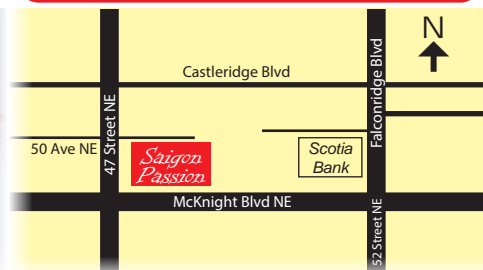 N
Castleridge Blvd
Falconridge Blvd
47 Street NE
50 Ave NE
Saigon
Passion
Scotia
Bank
McKnight Blvd NE
52 Street NE